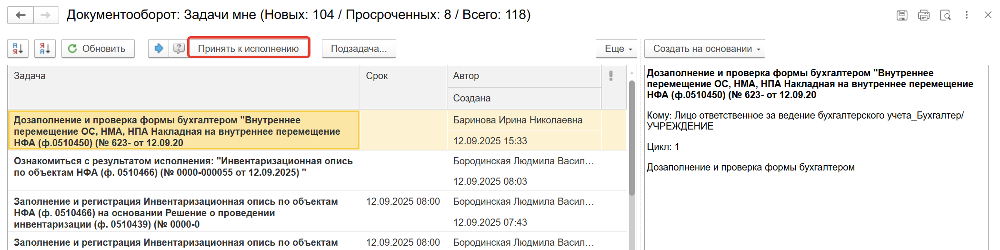 Документооборот: Задачи мне (Новых: 104 / Просроченных: 8 / Всего: 118)
Обновить
Принять к исполнению
Подзадача...
Еще
Создать на основании
Задача
Срок
Автор
Создана
Дозаполнение и проверка формы бухгалтером "Внутреннее
перемещение ОС, НМА, НПА Накладная на внутреннее перемещение
НФА (ф.0510450) (№ 623- от 12.09.20
Баринова Ирина Николаевна
12.09.2025 15:33
Ознакомиться с результатом исполнения: "Инвентаризационная опись
по объектам НФА (ф. 0510466) (№ 0000-000055 от 12.09.2025) "
Бородинская Людмила Васил...
12.09.2025 08:03
Заполнение и регистрация Инвентаризационная опись по объектам
НФА (ф. 0510466) на основании Решение о проведении
инвентаризации (ф. 0510439) (№ 0000-0
12.09.2025 08:00
Бородинская Людмила Васил...
12.09.2025 07:43
Заполнение и регистрация Инвентаризационная опись по объектам
12.09.2025 08:00
Бородинская Людмила Васил...
Дозаполнение и проверка формы бухгалтером "Внутреннее
перемещение ОС, НМА, НПА Накладная на внутреннее перемещение
НФА (ф.0510450) (№ 623- от 12.09.20
Кому: Лицо ответственное за ведение бухгалтерского учета_Бухгалтер/
УЧРЕЖДЕНИЕ
Цикл: 1
Дозаполнение и проверка формы бухгалтером